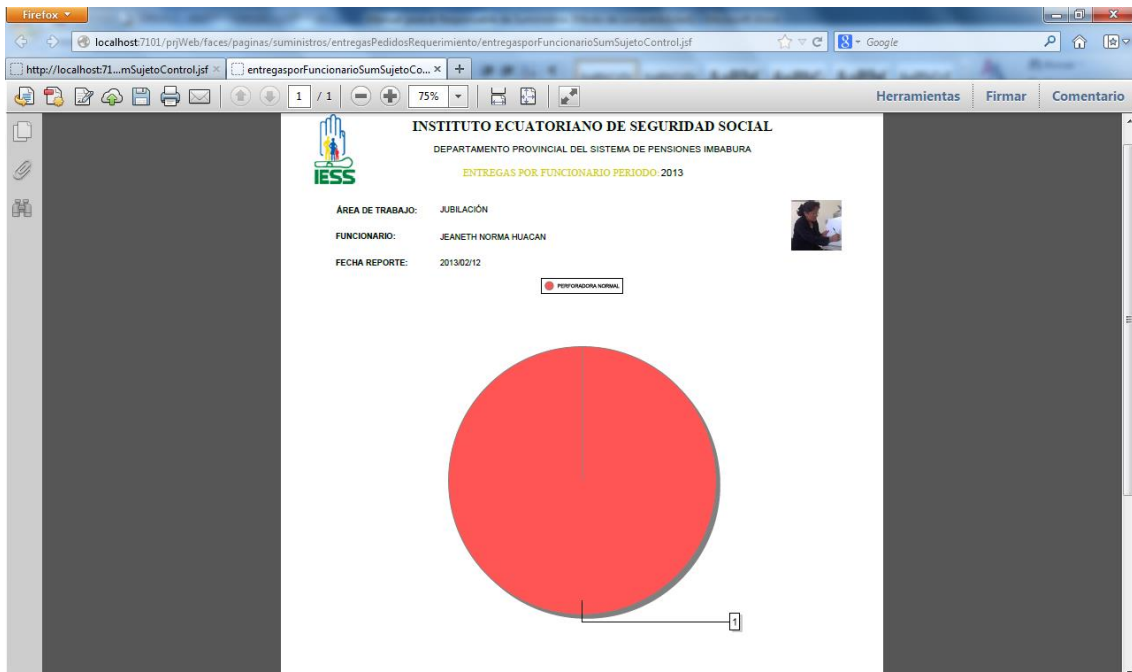 Firefox
localhost:7101/prjWeb/faces/paginas/suministros/entregasPedidosRequerimiento/entregasporFuncionarioSumSujetoControl.jsf
Google
http://localhost:71...mSujetoControl.jsf
entregasporFuncionarioSumSujetoCo...
1 / 1
75%
Herramientas
Firmar
Comentario
IESS
INSTITUTO ECUATORIANO DE SEGURIDAD SOCIAL
DEPARTAMENTO PROVINCIAL DEL SISTEMA DE PENSIONES IMBABURA
ENTREGAS POR FUNCIONARIO PERIODO: 2013
ÁREA DE TRABAJO: JUBILACIÓN
FUNCIONARIO: JEANETH NORMA HUACAN
FECHA REPORTE: 2013/02/12
PERFORADORA NORMAL
1